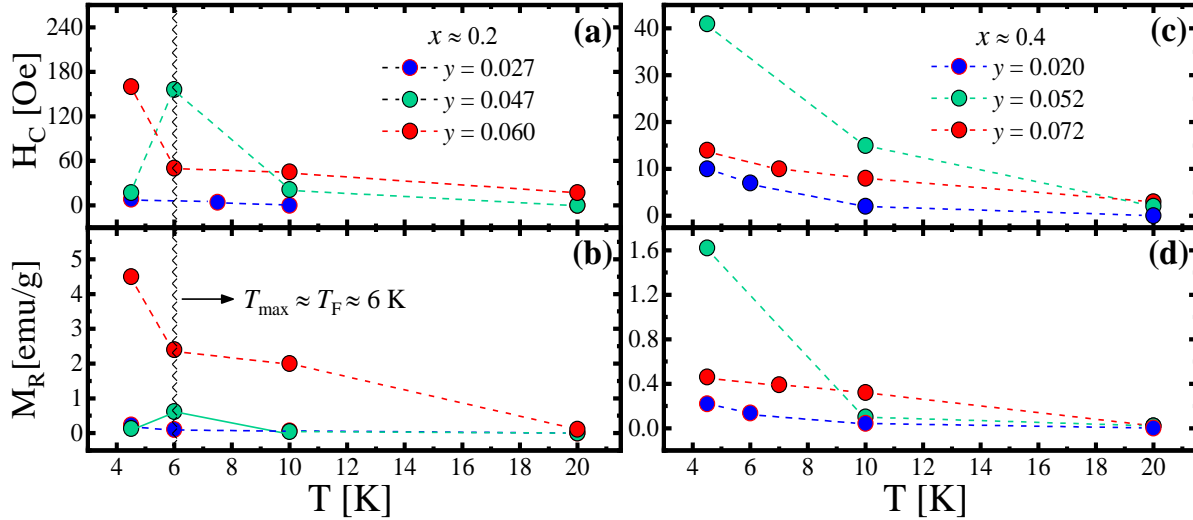 H_C [Oe]
240
180
120
60
0
(a)
x ≈ 0.2
y = 0.027
y = 0.047
y = 0.060
40
30
20
10
0
(c)
x ≈ 0.4
y = 0.020
y = 0.052
y = 0.072
M_R [emu/g]
5
4
3
2
1
0
(b)
T_max ≈ T_F ≈ 6 K
4 6 8 10 12 14 16 18 20
T [K]
1.6
1.2
0.8
0.4
0.0
(d)
4 6 8 10 12 14 16 18 20
T [K]